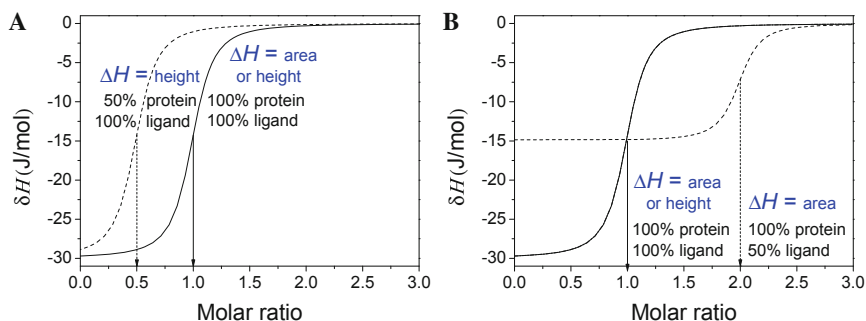 A
0
-5
-10
-15
-20
-25
-30
δH (J/mol)
ΔH = height
50% protein
100% ligand
ΔH = area
or height
100% protein
100% ligand
0.0 0.5 1.0 1.5 2.0 2.5 3.0
Molar ratio
B
0
-5
-10
-15
-20
-25
-30
δH (J/mol)
ΔH = area
or height
100% protein
100% ligand
ΔH = area
100% protein
50% ligand
0.0 0.5 1.0 1.5 2.0 2.5 3.0
Molar ratio